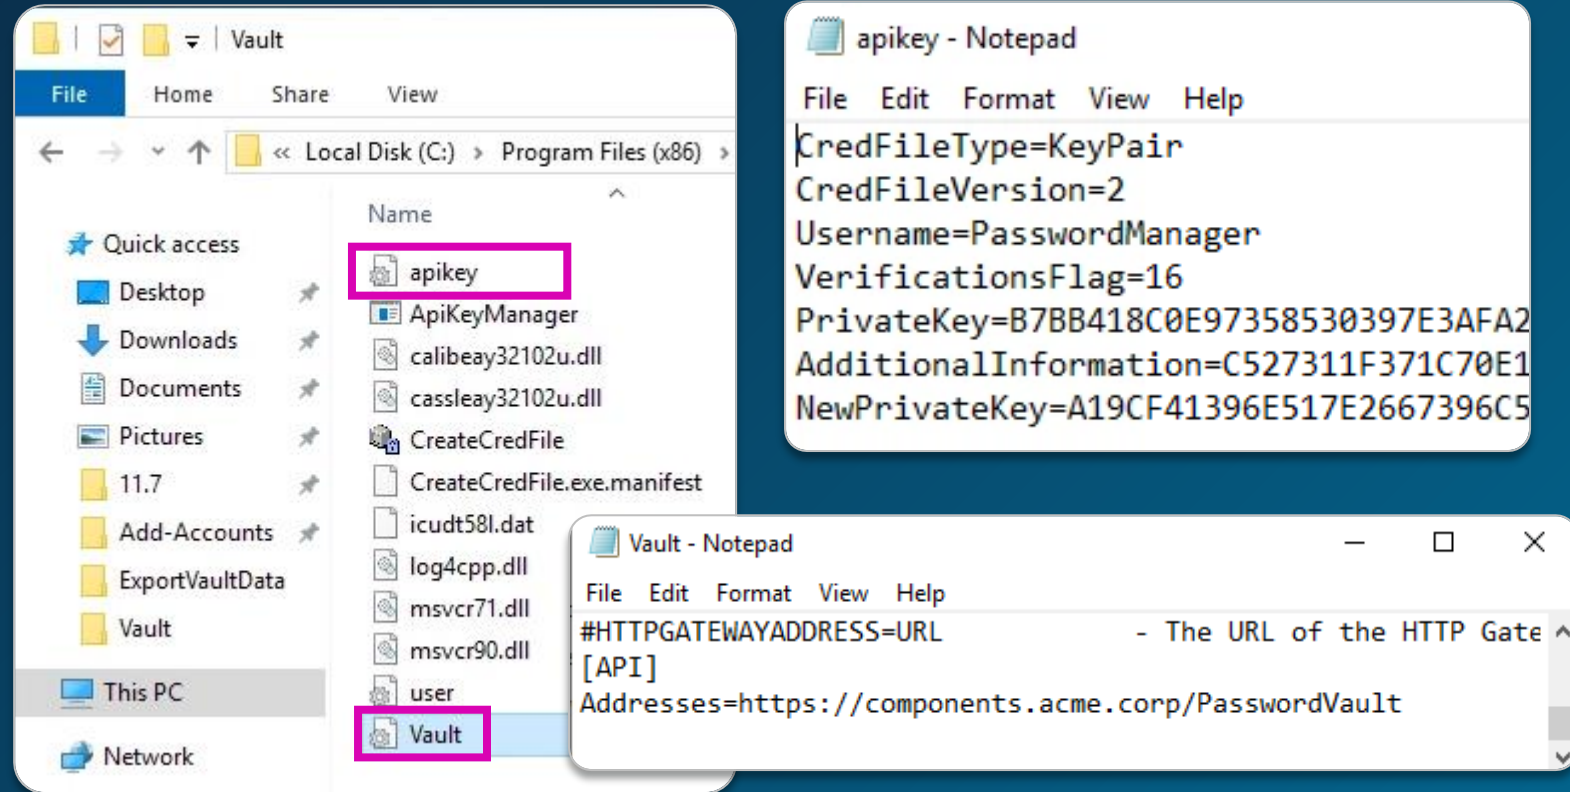 Vault
File Home Share View
« Local Disk (C:) > Program Files (x86) >
Quick access
Desktop
Downloads
Documents
Pictures
11.7
Add-Accounts
ExportVaultData
Vault
This PC
Network
Name
apikey
ApiKeyManager
calibeay32102u.dll
cassleay32102u.dll
CreateCredFile
CreateCredFile.exe.manifest
icudt58l.dat
log4cpp.dll
msvcr71.dll
msvcr90.dll
user
Vault
apikey - Notepad
File Edit Format View Help
CredFileType=KeyPair
CredFileVersion=2
Username=PasswordManager
VerificationsFlag=16
PrivateKey=B7BB418C0E97358530397E3AFA2
AdditionalInformation=C527311F371C70E1
NewPrivateKey=A19CF41396E517E2667396C5
Vault - Notepad
File Edit Format View Help
#HTTPGATEWAYADDRESS=URL - The URL of the HTTP Gate
[API]
Addresses=https://components.acme.corp/PasswordVault